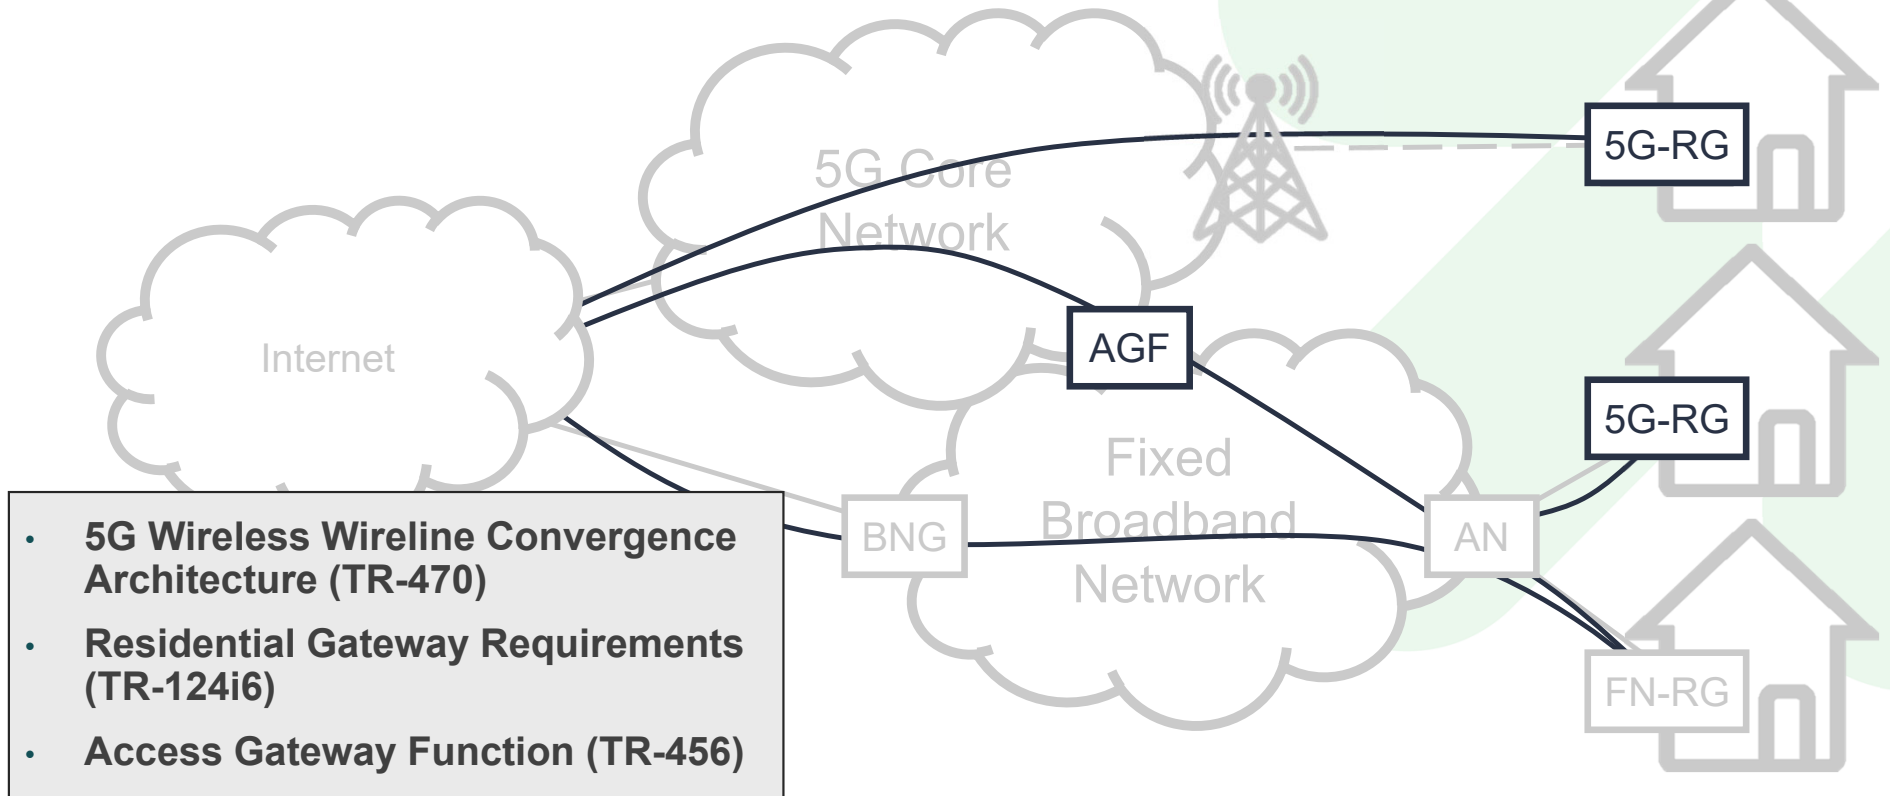 5G Core
Network
5G-RG
Internet
AGF
5G-RG
Fixed
Broadband
Network
BNG
AN
FN-RG
• 5G Wireless Wireline Convergence
Architecture (TR-470)
• Residential Gateway Requirements
(TR-124i6)
• Access Gateway Function (TR-456)